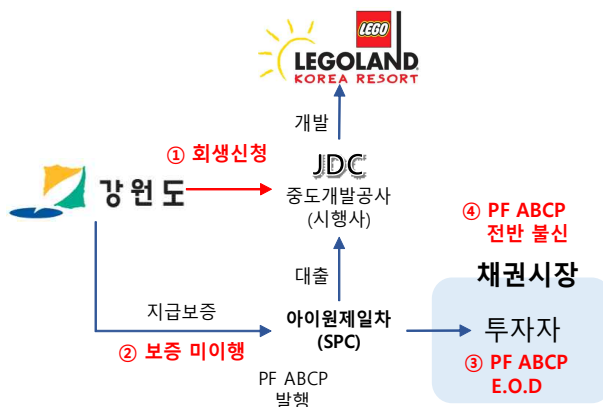 LEGO
LEGOLAND
KOREA RESORT
개발
① 회생신청
강원도
JDC
중도개발공사
(시행사)
④ PF ABCP
전반 불신
대출
채권시장
지급보증
아이원제일차
(SPC)
투자자
② 보증 미이행
③ PF ABCP
E.O.D
PF ABCP
발행